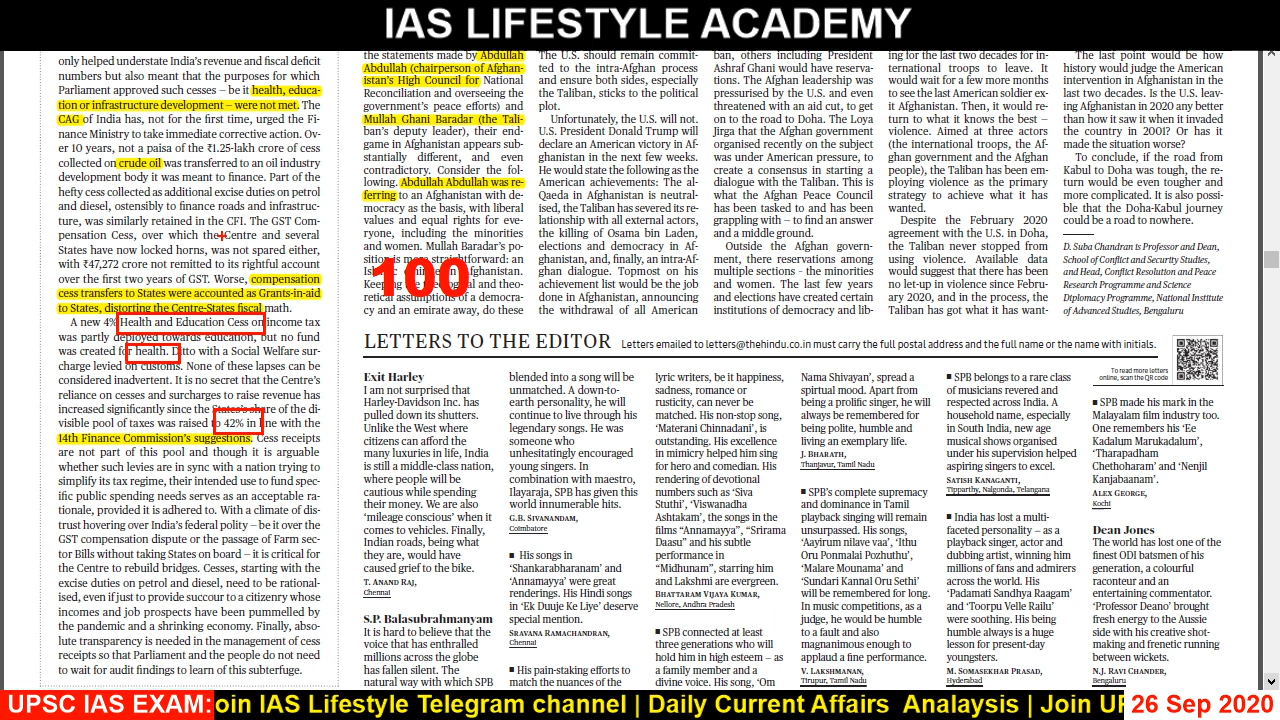 IAS LIFESTYLE ACADEMY
only helped understate India's revenue and fiscal deficit
numbers but also meant that the purposes for which
Parliament approved such cesses – be it health, educa-
tion or infrastructure development – were not met. The
CAG of India has, not for the first time, urged the Fi-
nance Ministry to take immediate corrective action. Ov-
er 10 years, not a paisa of the ₹1.25-lakh crore of cess
collected on crude oil was transferred to an oil industry
development body it was meant to finance. Part of the
hefty cess collected as additional excise duties on petrol
and diesel, ostensibly to finance roads and infrastruc-
ture, was similarly retained in the CFI. The GST Com-
pensation Cess, over which the Centre and several
States have now locked horns, was not spared either,
with ₹47,272 crore not remitted to its rightful account
over the first two years of GST. Worse, compensation
cess transfers to States were accounted as Grants-in-aid
to States, distorting the Centre-States fiscal math.
A new 4% Health and Education Cess on income tax
was partly deployed towards education, but no fund
was created for health. Ditto with a Social Welfare sur-
charge levied on customs. None of these lapses can be
considered inadvertent. It is no secret that the Centre's
reliance on cesses and surcharges to raise revenue has
increased significantly since the States's share of the di-
visible pool of taxes was raised to 42% in line with the
14th Finance Commission's suggestions. Cess receipts
are not part of this pool and though it is arguable
whether such levies are in sync with a nation trying to
simplify its tax regime, their intended use to fund spec-
ific public spending needs serves as an acceptable ra-
tionale, provided it is adhered to. With a climate of dis-
trust hovering over India's federal polity – be it over the
GST compensation dispute or the passage of Farm sec-
tor Bills without taking States on board – it is critical for
the Centre to rebuild bridges. Cesses, starting with the
excise duties on petrol and diesel, need to be rational-
ised, even if just to provide succour to a citizenry whose
incomes and job prospects have been pummelled by
the pandemic and a shrinking economy. Finally, abso-
lute transparency is needed in the management of cess
receipts so that Parliament and the people do not need
to wait for audit findings to learn of this subterfuge.
the statements made by Abdullah
Abdullah (chairperson of Afghan-
istan's High Council for National
Reconciliation and overseeing the
government's peace efforts) and
Mullah Ghani Baradar (the Tali-
ban's deputy leader), their end-
game in Afghanistan appears sub-
stantially different, and even
contradictory. Consider the fol-
lowing. Abdullah Abdullah was re-
ferring to an Afghanistan with de-
mocracy as the basis, with liberal
values and equal rights for eve-
ryone, including the minorities
and women. Mullah Baradar's po-
sition is more straightforward: an
Afghanistan.
100
retical assumptions of a democra-
cy and an emirate away, do these
The U.S. should remain commit-
ted to the intra-Afghan process
and ensure both sides, especially
the Taliban, sticks to the political
plot.
Unfortunately, the U.S. will not.
U.S. President Donald Trump will
declare an American victory in Af-
ghanistan in the next few weeks.
He would state the following as the
American achievements: The al-
Qaeda in Afghanistan is neutral-
ised, the Taliban has severed its re-
lationship with all external actors,
the killing of Osama bin Laden,
elections and democracy in Af-
ghanistan, and, finally, an intra-Af-
ghan dialogue. Topmost on his
achievement list would be the job
done in Afghanistan, announcing
the withdrawal of all American
ban, others including President
Ashraf Ghani would have reserva-
tions. The Afghan leadership was
pressurised by the U.S. and even
threatened with an aid cut, to get
on to the road to Doha. The Loya
Jirga that the Afghan government
organised recently on the subject
was under American pressure, to
create a consensus in starting a
dialogue with the Taliban. This is
what the Afghan Peace Council
has been tasked to and has been
grappling with – to find an answer
and a middle ground.
Outside the Afghan govern-
ment, there reservations among
multiple sections - the minorities
and women. The last few years
and elections have created certain
institutions of democracy and lib-
ing for the last two decades for in-
ternational troops to leave. It
would wait for a few more months
to see the last American soldier ex-
it Afghanistan. Then, it would re-
turn to what it knows the best –
violence. Aimed at two actors
(the international troops, the Af-
ghan government and the Afghan
people), the Taliban has been em-
ploying violence as the primary
strategy to achieve what it has
wanted.
Despite the February 2020
agreement with the U.S. in Doha,
the Taliban never stopped from
using violence. Available data
would suggest that there has been
no let-up in violence since Febru-
ary 2020, and in the process, the
Taliban has got what it has want-
The last point would be how
history would judge the American
intervention in Afghanistan in the
last two decades. Is the U.S. leav-
ing Afghanistan in 2020 any better
than how it saw it when it invaded
the country in 2001? Or has it
made the situation worse?
To conclude, if the road from
Kabul to Doha was tough, the re-
turn would be even tougher and
more complicated. It is also possi-
ble that the Doha-Kabul journey
could be a road to nowhere.
D. Suba Chandran is Professor and Dean,
School of Conflict and Security Studies,
and Head, Conflict Resolution and Peace
Research Programme and Science
Diplomacy Programme, National Institute
of Advanced Studies, Bengaluru
LETTERS TO THE EDITOR Letters emailed to letters@thehindu.co.in must carry the full postal address and the full name or the name with initials.
To read more letters
online, scan the QR code
Exit Harley
I am not surprised that
Harley-Davidson Inc. has
pulled down its shutters.
Unlike the West where
citizens can afford the
many luxuries in life, India
is still a middle-class nation,
where people will be
cautious while spending
their money. We are also
'mileage conscious' when it
comes to vehicles. Finally,
Indian roads, being what
they are, would have
caused grief to the bike.
T. ANAND RAJ,
Chennai
S.P. Balasubrahmanyam
It is hard to believe that the
voice that has enthralled
millions across the globe
has fallen silent. The
natural way with which SPB
blended into a song will be
unmatched. A down-to-
earth personality, he will
continue to live through his
legendary songs. He was
someone who
unhesitatingly encouraged
young singers. In
combination with maestro,
Ilayaraja, SPB has given this
world innumerable hits.
G.B. SIVANANDAM,
Coimbatore
■ His songs in
'Shankarabharanam' and
'Annamayya' were great
renderings. His Hindi songs
in 'Ek Duuje Ke Liye' deserve
special mention.
SRAVANA RAMACHANDRAN,
Chennai
■ His pain-staking efforts to
match the nuances of the
lyric writers, be it happiness,
sadness, romance or
rusticity, can never be
matched. His non-stop song,
'Materani Chinnadani', is
outstanding. His excellence
in mimicry helped him sing
for hero and comedian. His
rendering of devotional
numbers such as 'Siva
Stuthi', 'Viswanadha
Ashtakam', the songs in the
films "Annamayya", "Srirama
Daasu" and his subtle
performance in
"Midhunam", starring him
and Lakshmi are evergreen.
BHATTARAM VIJAYA KUMAR,
Nellore, Andhra Pradesh
■ SPB connected at least
three generations who will
hold him in high esteem – as
a family member and a
divine voice. His song, 'Om
Nama Shivayan', spread a
spiritual mood. Apart from
being a prolific singer, he will
always be remembered for
being polite, humble and
living an exemplary life.
J. BHARATH,
Thanjavur, Tamil Nadu
■ SPB's complete supremacy
and dominance in Tamil
playback singing will remain
unsurpassed. His songs,
'Aayirum nilave vaa', 'Ithu
Oru Ponmalai Pozhuthu',
'Malare Mounama' and
'Sundari Kannal Oru Sethi'
will be remembered for long.
In music competitions, as a
judge, he would be humble
to a fault and also
magnanimous enough to
applaud a fine performance.
V. LAKSHMANAN,
Tirupur, Tamil Nadu
■ SPB belongs to a rare class
of musicians revered and
respected across India. A
household name, especially
in South India, new age
musical shows organised
under his supervision helped
aspiring singers to excel.
SATISH KANAGANTI,
Tipparthy, Nalgonda, Telangana
■ India has lost a multi-
faceted personality – as a
playback singer, actor and
dubbing artist, winning him
millions of fans and admirers
across the world. His
'Padamati Sandhya Raagam'
and 'Toorpu Velle Railu'
were soothing. His being
humble always is a huge
lesson for present-day
youngsters.
M. SOMASEKHAR PRASAD,
Hyderabad
■ SPB made his mark in the
Malayalam film industry too.
One remembers his 'Ee
Kadalum Marukadalum',
'Tharapadham
Chethoharam' and 'Nenjil
Kanjabaanam'.
ALEX GEORGE,
Kochi
Dean Jones
The world has lost one of the
finest ODI batsmen of his
generation, a colourful
raconteur and an
entertaining commentator.
'Professor Deano' brought
fresh energy to the Aussie
side with his creative shot-
making and frenetic running
between wickets.
N.J. RAVI CHANDER,
Bengaluru
UPSC IAS EXAM: oin IAS Lifestyle Telegram channel | Daily Current Affairs Analaysis | Join 26 Sep 2020